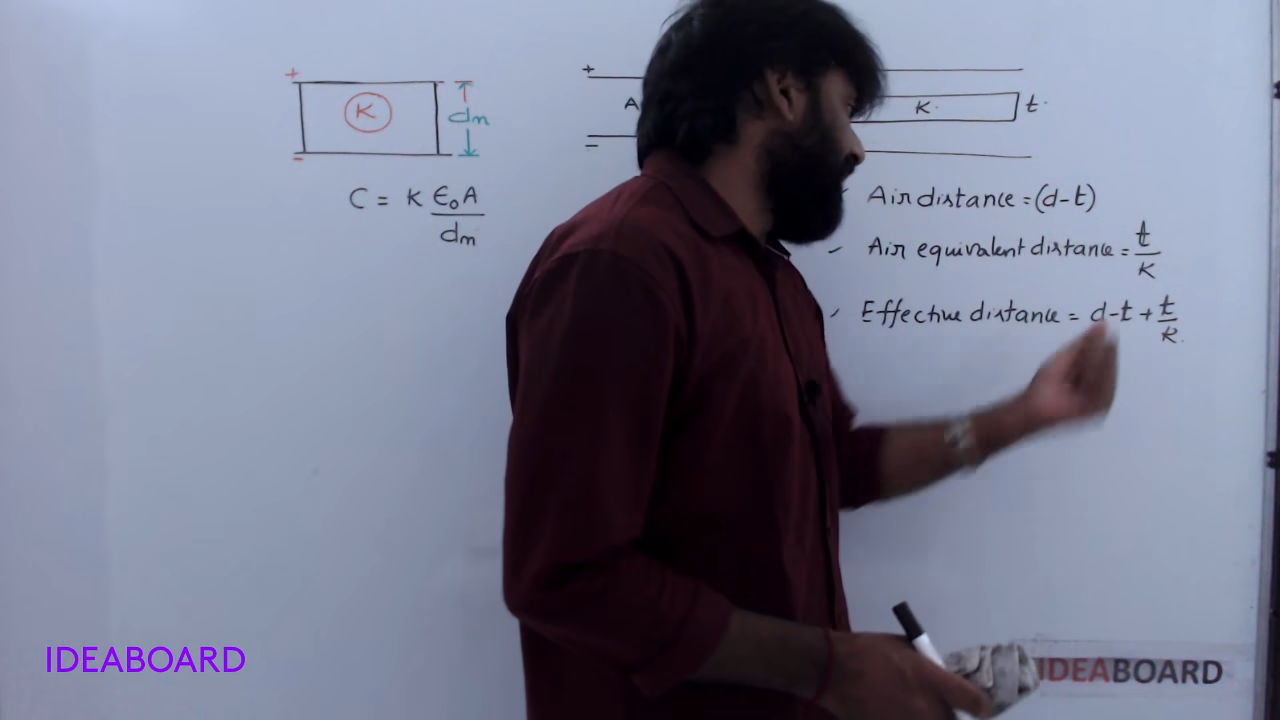 +
K
dm
-
C = K ε₀A / dm
+
A
-
K
t
Air distance = (d-t)
✓ Air equivalent distance = t/K
✓ Effective distance = d-t + t/K
IDEABOARD
IDEABOARD